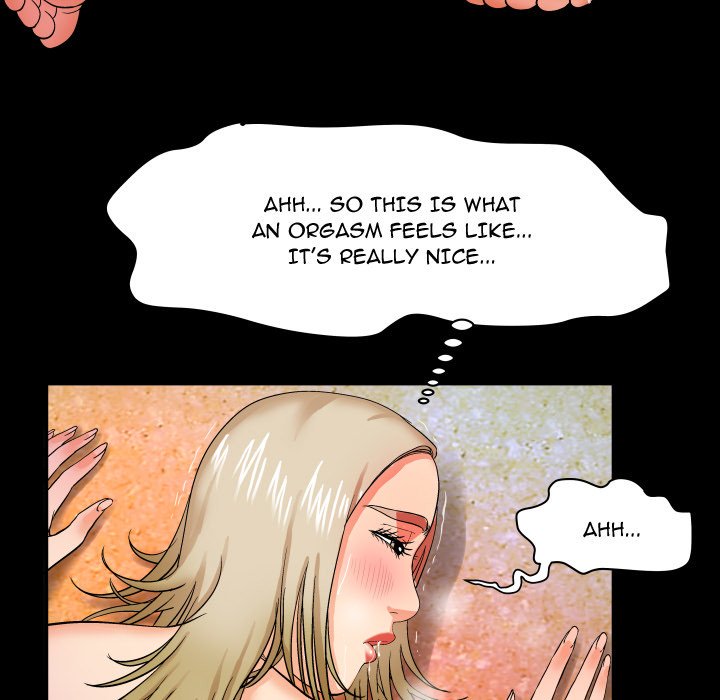 AHH... SO THIS IS WHAT
AN ORGASM FEELS LIKE...
IT'S REALLY NICE...
AHH...